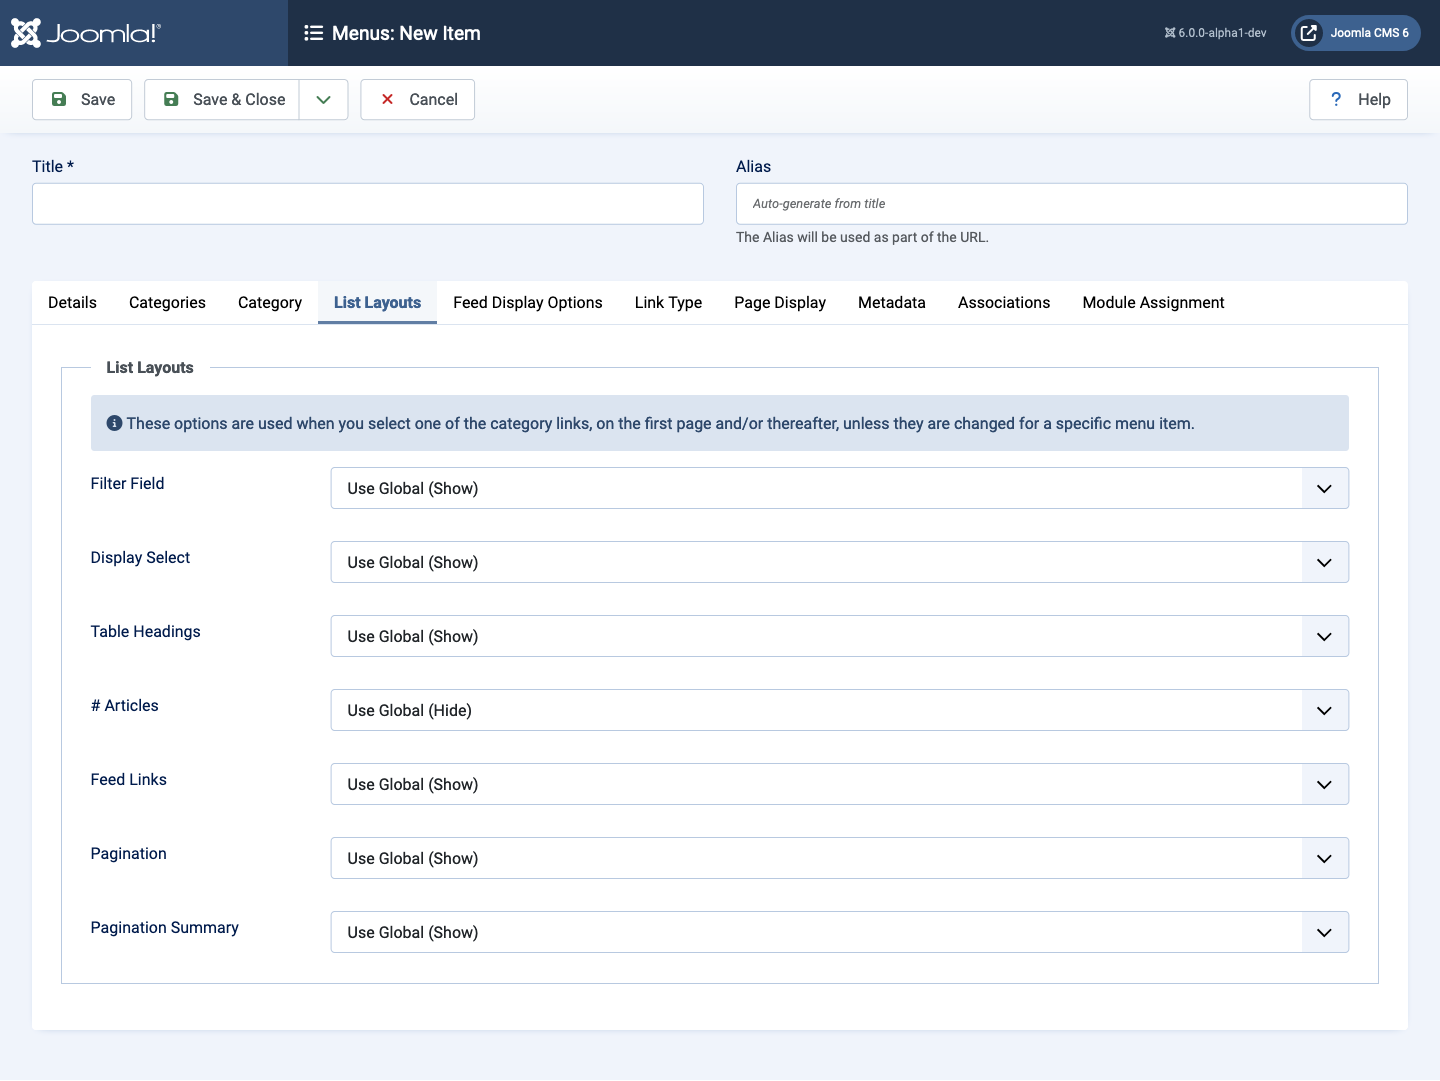 Joomla!®
Menus: New Item
6.0.0-alpha1-dev
Joomla CMS 6
Save
Save & Close
Cancel
? Help
Title *
Alias
Auto-generate from title
The Alias will be used as part of the URL.
Details Categories Category List Layouts Feed Display Options Link Type Page Display Metadata Associations Module Assignment
List Layouts
These options are used when you select one of the category links, on the first page and/or thereafter, unless they are changed for a specific menu item.
Filter Field Use Global (Show)
Display Select Use Global (Show)
Table Headings Use Global (Show)
# Articles Use Global (Hide)
Feed Links Use Global (Show)
Pagination Use Global (Show)
Pagination Summary Use Global (Show)